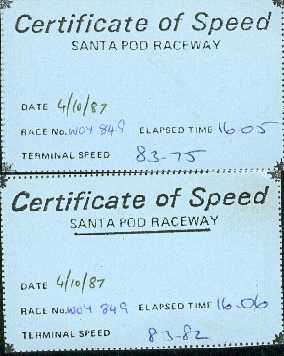 Certificate of Speed
SANTA POD RACEWAY
DATE 4/10/87
RACE No. WOY 849 ELAPSED TIME 16.05
TERMINAL SPEED 83-75
Certificate of Speed
SANTA POD RACEWAY
DATE 4/10/87
RACE No. WOY 849 ELAPSED TIME 16.06
TERMINAL SPEED 83-82